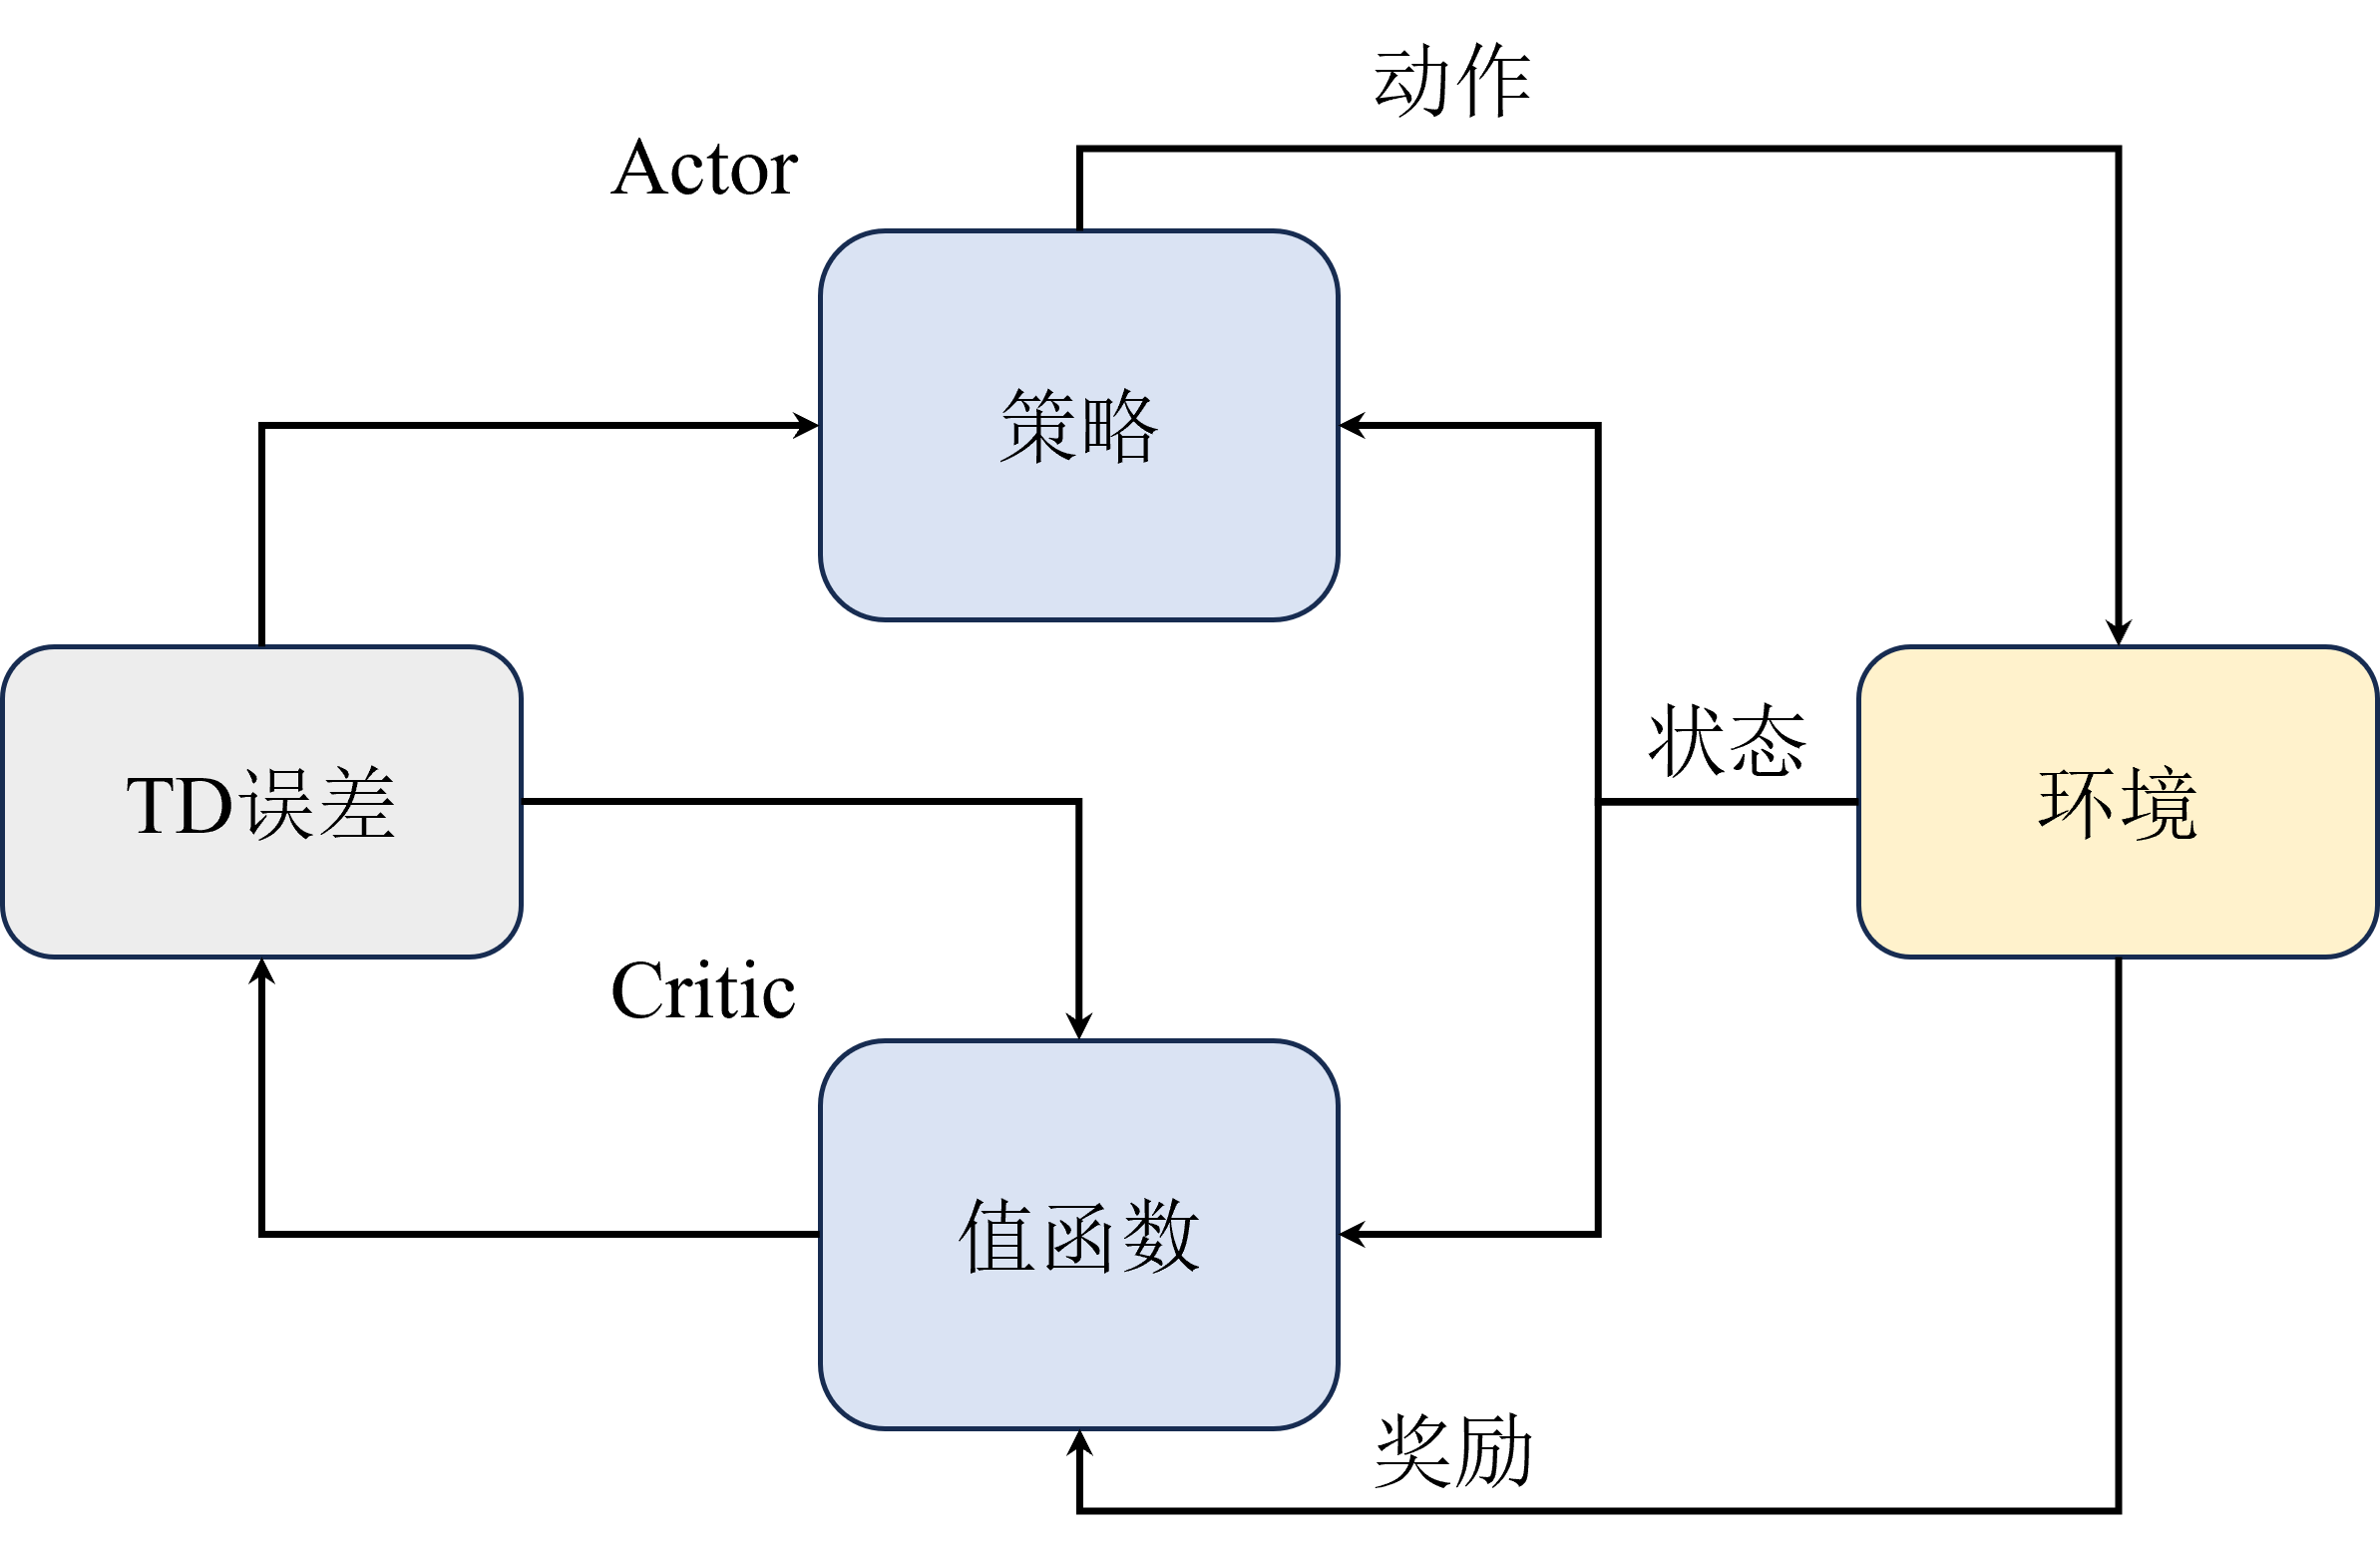 动作
Actor
策略
状态
TD误差
环境
Critic
值函数
奖励